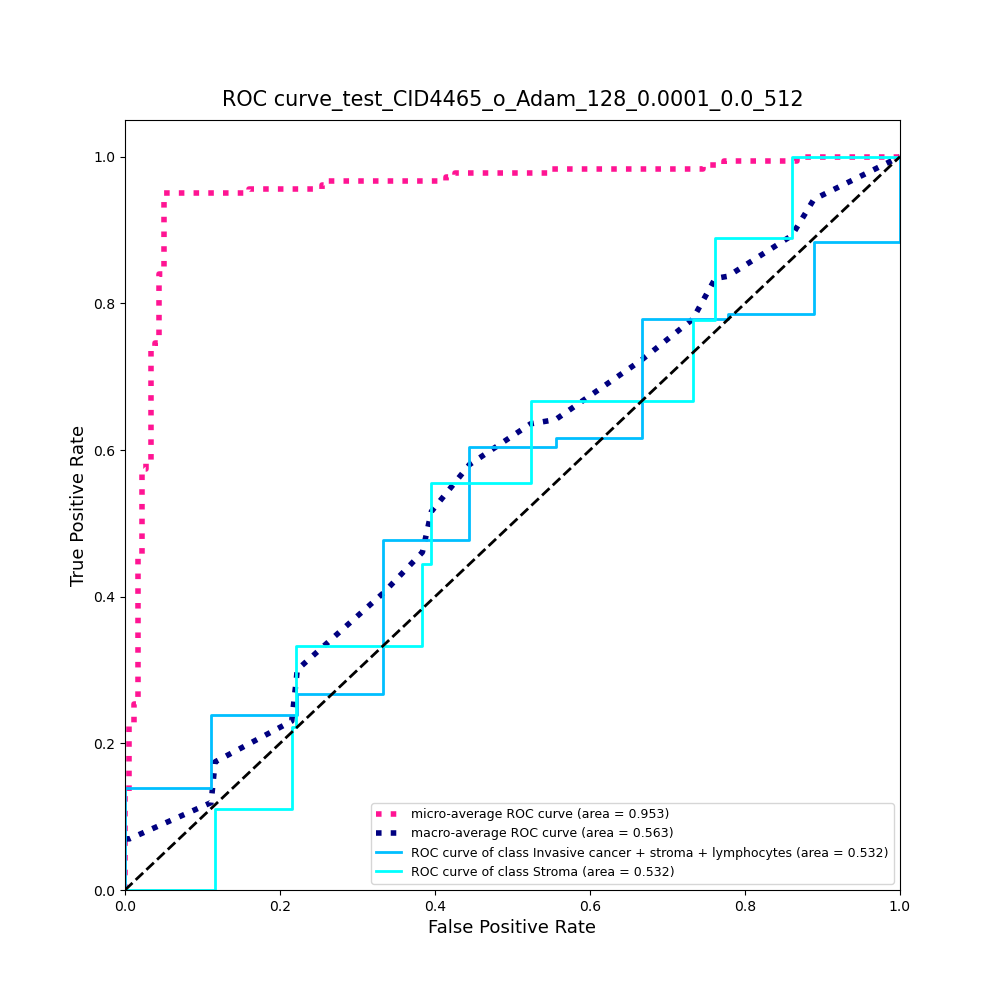 ROC curve_test_CID4465_o_Adam_128_0.0001_0.0_512
True Positive Rate
1.0
0.8
0.6
0.4
0.2
0.0
micro-average ROC curve (area = 0.953)
macro-average ROC curve (area = 0.563)
ROC curve of class Invasive cancer + stroma + lymphocytes (area = 0.532)
ROC curve of class Stroma (area = 0.532)
0.0 0.2 0.4 0.6 0.8 1.0
False Positive Rate